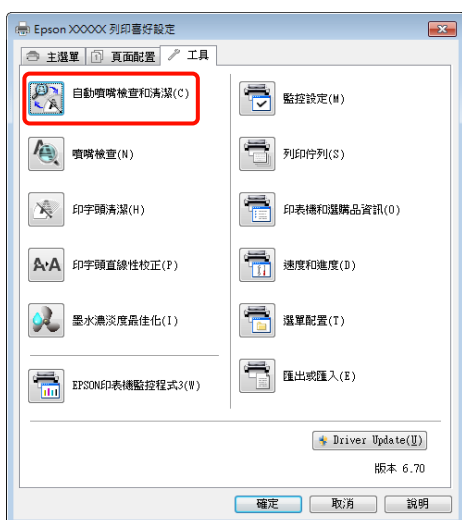 Epson XXXXX 列印喜好設定
主選單
頁面配置
工具
自動噴嘴檢查和清潔(C)
噴嘴檢查(N)
印字頭清潔(H)
印字頭直線性校正(P)
墨水濃淡度最佳化(I)
EPSON印表機監控程式3(W)
監控設定(M)
列印佇列(S)
印表機和選購品資訊(O)
速度和進度(D)
選單配置(T)
匯出或匯入(E)
Driver Update(U)
版本 6.70
確定
取消
說明